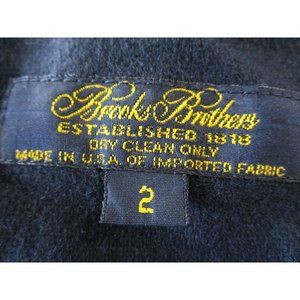 Brooks Brothers
ESTABLISHED 1818
DRY CLEAN ONLY
MADE IN U.S.A. OF IMPORTED FABRIC
2